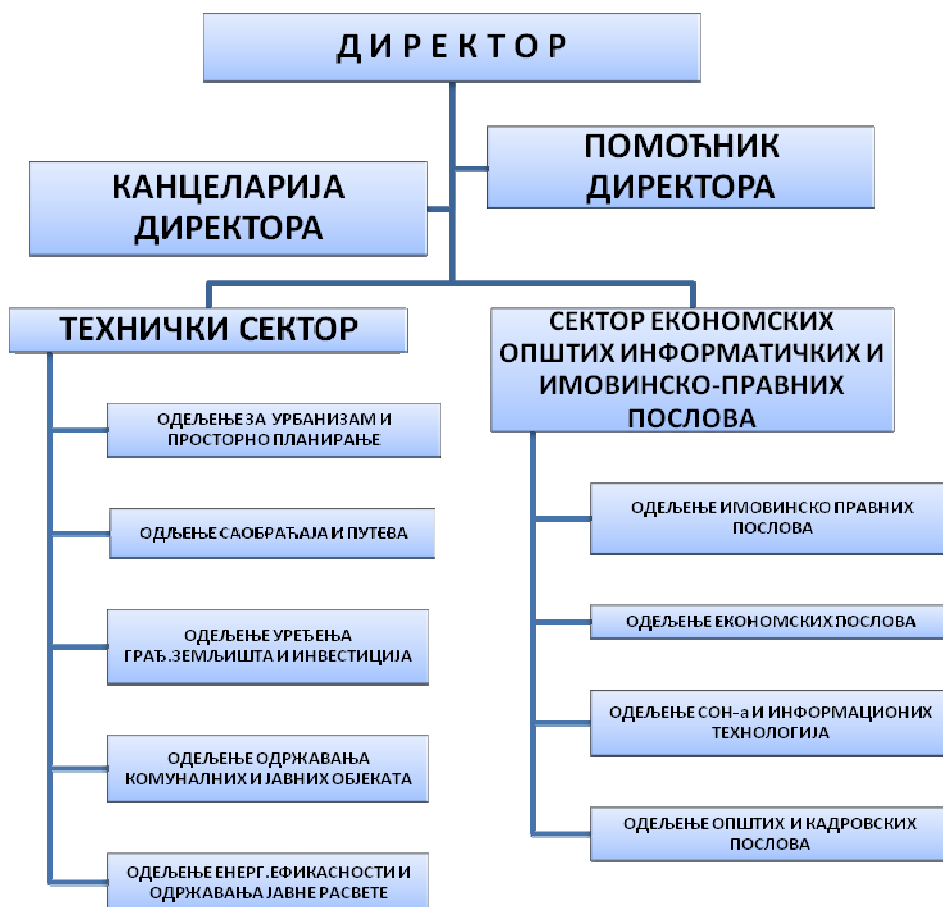 Д И Р Е К Т О Р
ПОМОЋНИК
ДИРЕКТОРА
КАНЦЕЛАРИЈА
ДИРЕКТОРА
ТЕХНИЧКИ СЕКТОР
СЕКТОР ЕКОНОМСКИХ
ОПШТИХ ИНФОРМАТИЧКИХ И
ИМОВИНСКО-ПРАВНИХ
ПОСЛОВА
ОДЕЉЕЊЕ ЗА УРБАНИЗАМ И
ПРОСТОРНО ПЛАНИРАЊЕ
ОДЉЕЊЕ САОБРАЋАЈА И ПУТЕВА
ОДЕЉЕЊЕ УРЕЂЕЊА
ГРАЂ.ЗЕМЉИШТА И ИНВЕСТИЦИЈА
ОДЕЉЕЊЕ ОДРЖАВАЊА
КОМУНАЛНИХ И ЈАВНИХ ОБЈЕКАТА
ОДЕЉЕЊЕ ЕНЕРГ.ЕФИКАСНОСТИ И
ОДРЖАВАЊА ЈАВНЕ РАСВЕТЕ
ОДЕЉЕЊЕ ИМОВИНСКО ПРАВНИХ
ПОСЛОВА
ОДЕЉЕЊЕ ЕКОНОМСКИХ ПОСЛОВА
ОДЕЉЕЊЕ СОН-а И ИНФОРМАЦИОНИХ
ТЕХНОЛОГИЈА
ОДЕЉЕЊЕ ОПШТИХ И КАДРОВСКИХ
ПОСЛОВА